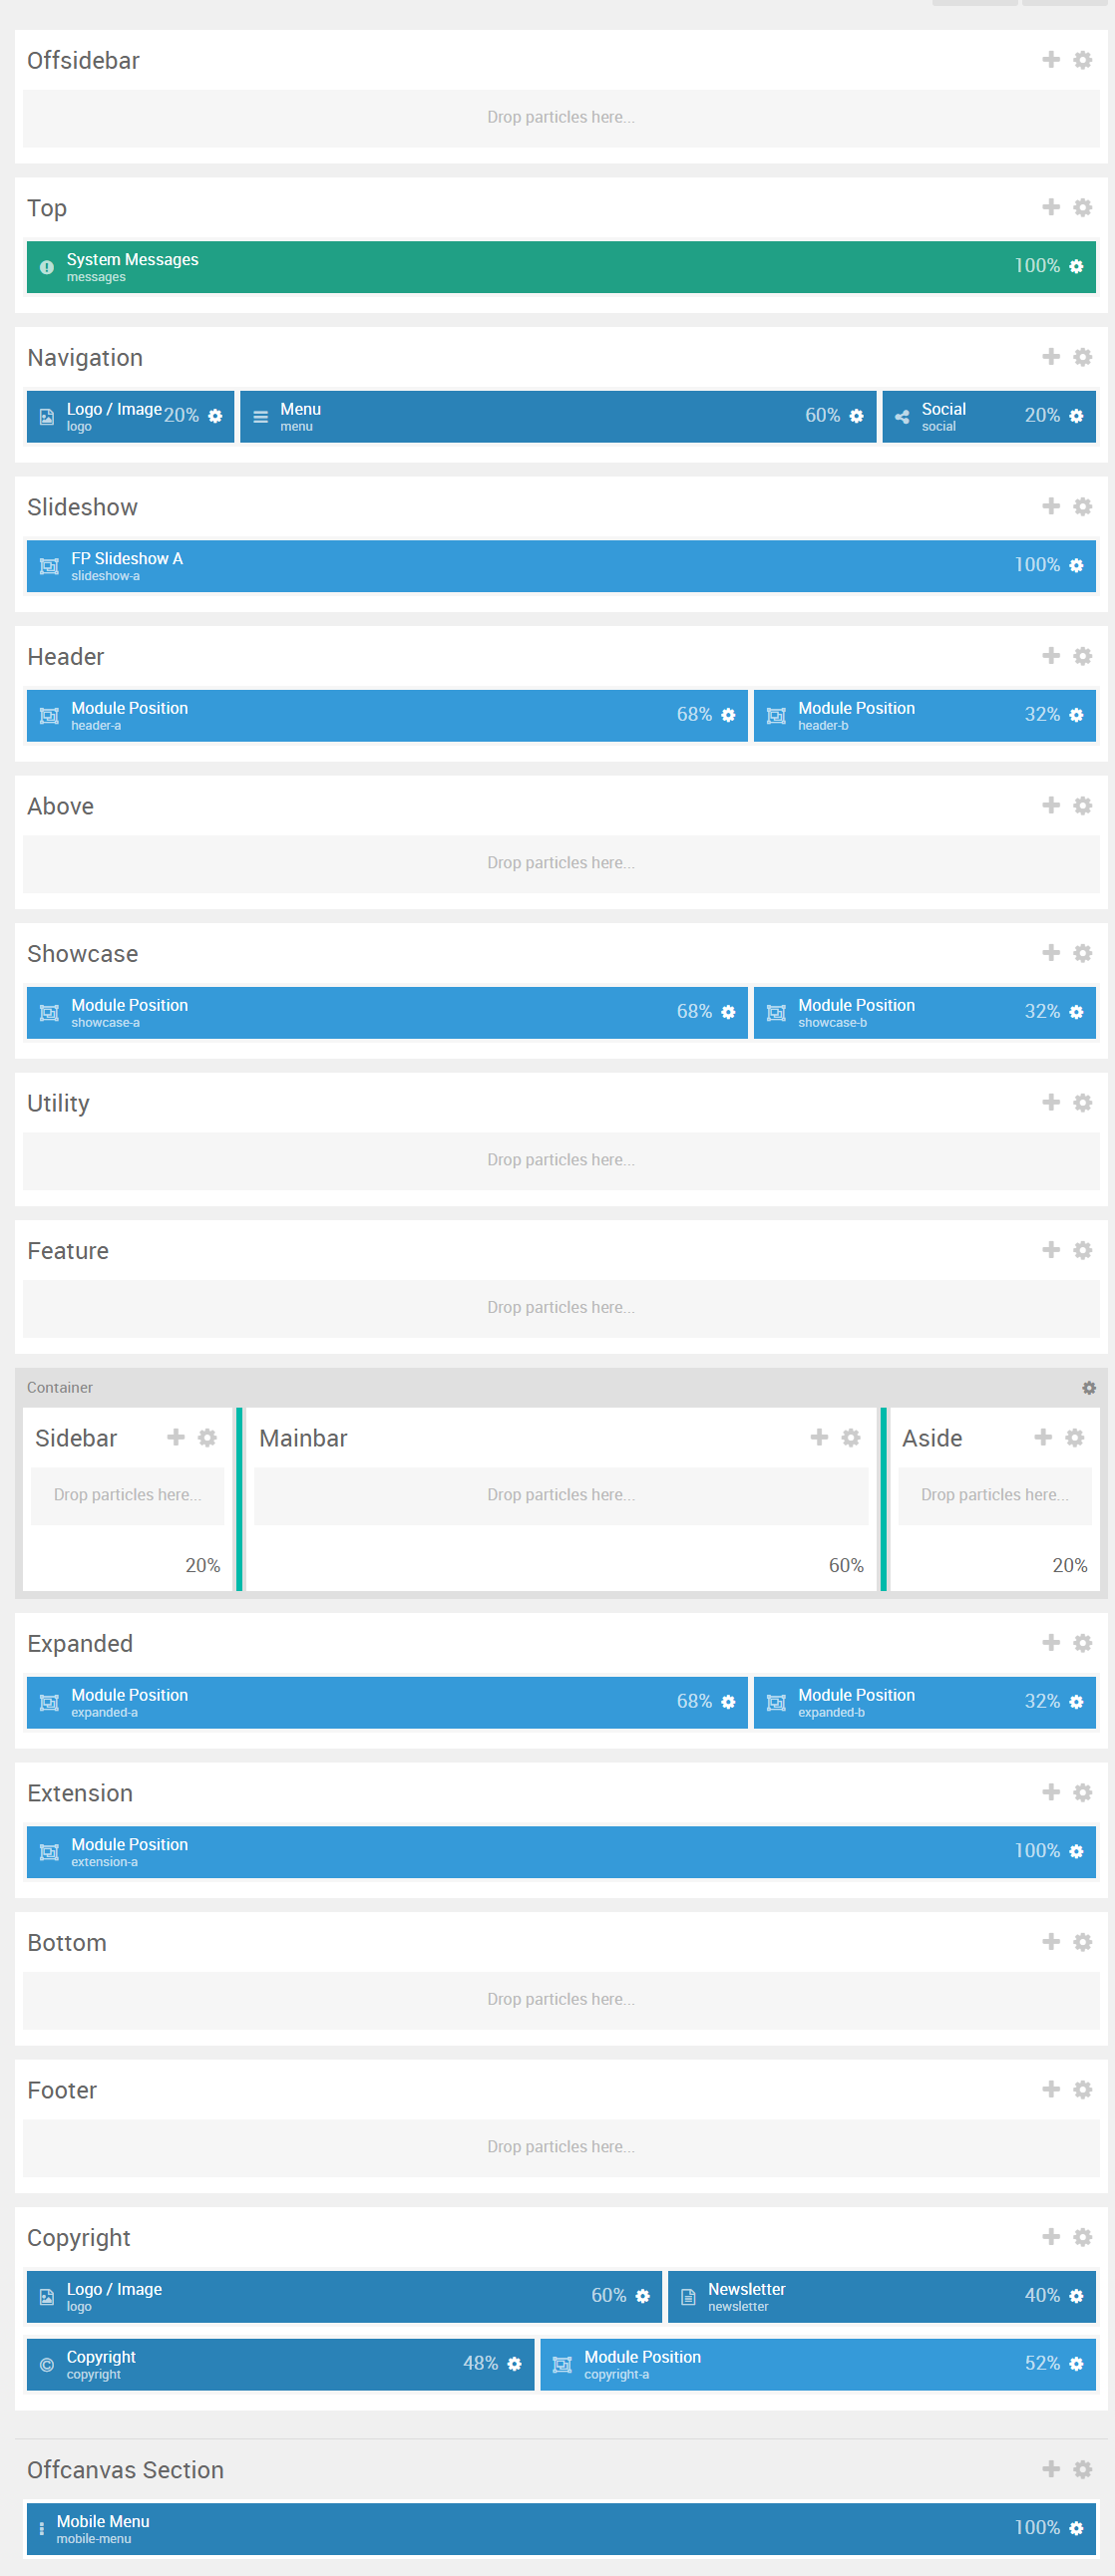 Offsidebar
Drop particles here...
Top
System Messages
messages
100%
Navigation
Logo / Image
logo
20%
Menu
menu
60%
Social
social
20%
Slideshow
FP Slideshow A
slideshow-a
100%
Header
Module Position
header-a
68%
Module Position
header-b
32%
Above
Drop particles here...
Showcase
Module Position
showcase-a
68%
Module Position
showcase-b
32%
Utility
Drop particles here...
Feature
Drop particles here...
Container
Sidebar
Drop particles here...
20%
Mainbar
Drop particles here...
60%
Aside
Drop particles here...
20%
Expanded
Module Position
expanded-a
68%
Module Position
expanded-b
32%
Extension
Module Position
extension-a
100%
Bottom
Drop particles here...
Footer
Drop particles here...
Copyright
Logo / Image
logo
60%
Newsletter
newsletter
40%
Copyright
copyright
48%
Module Position
copyright-a
52%
Offcanvas Section
Mobile Menu
mobile-menu
100%